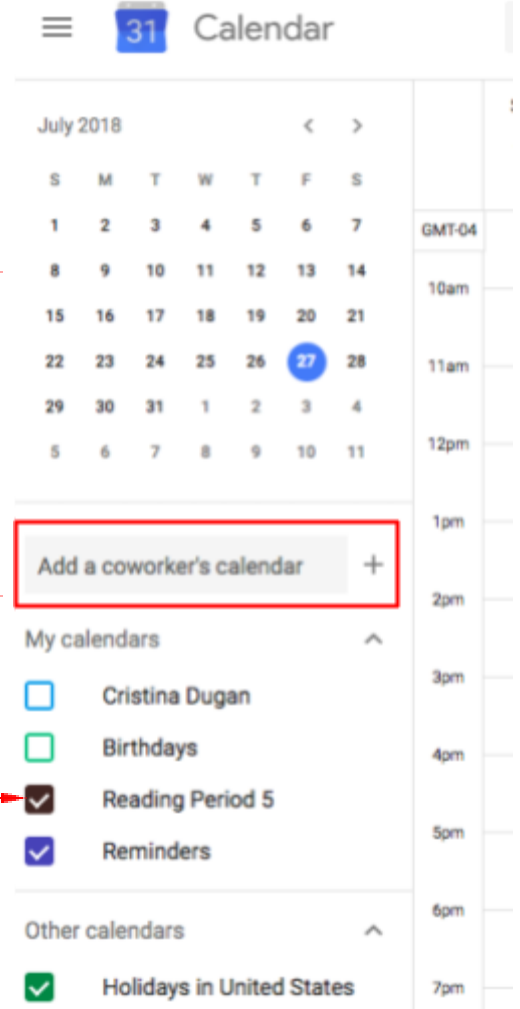 31 Calendar
July 2018 < >
S M T W T F S
1 2 3 4 5 6 7
8 9 10 11 12 13 14
15 16 17 18 19 20 21
22 23 24 25 26 27 28
29 30 31 1 2 3 4
5 6 7 8 9 10 11
Add a coworker's calendar +
My calendars
Cristina Dugan
Birthdays
Reading Period 5
Reminders
Other calendars
Holidays in United States
GMT-04
10am
11am
12pm
1pm
2pm
3pm
4pm
5pm
6pm
7pm